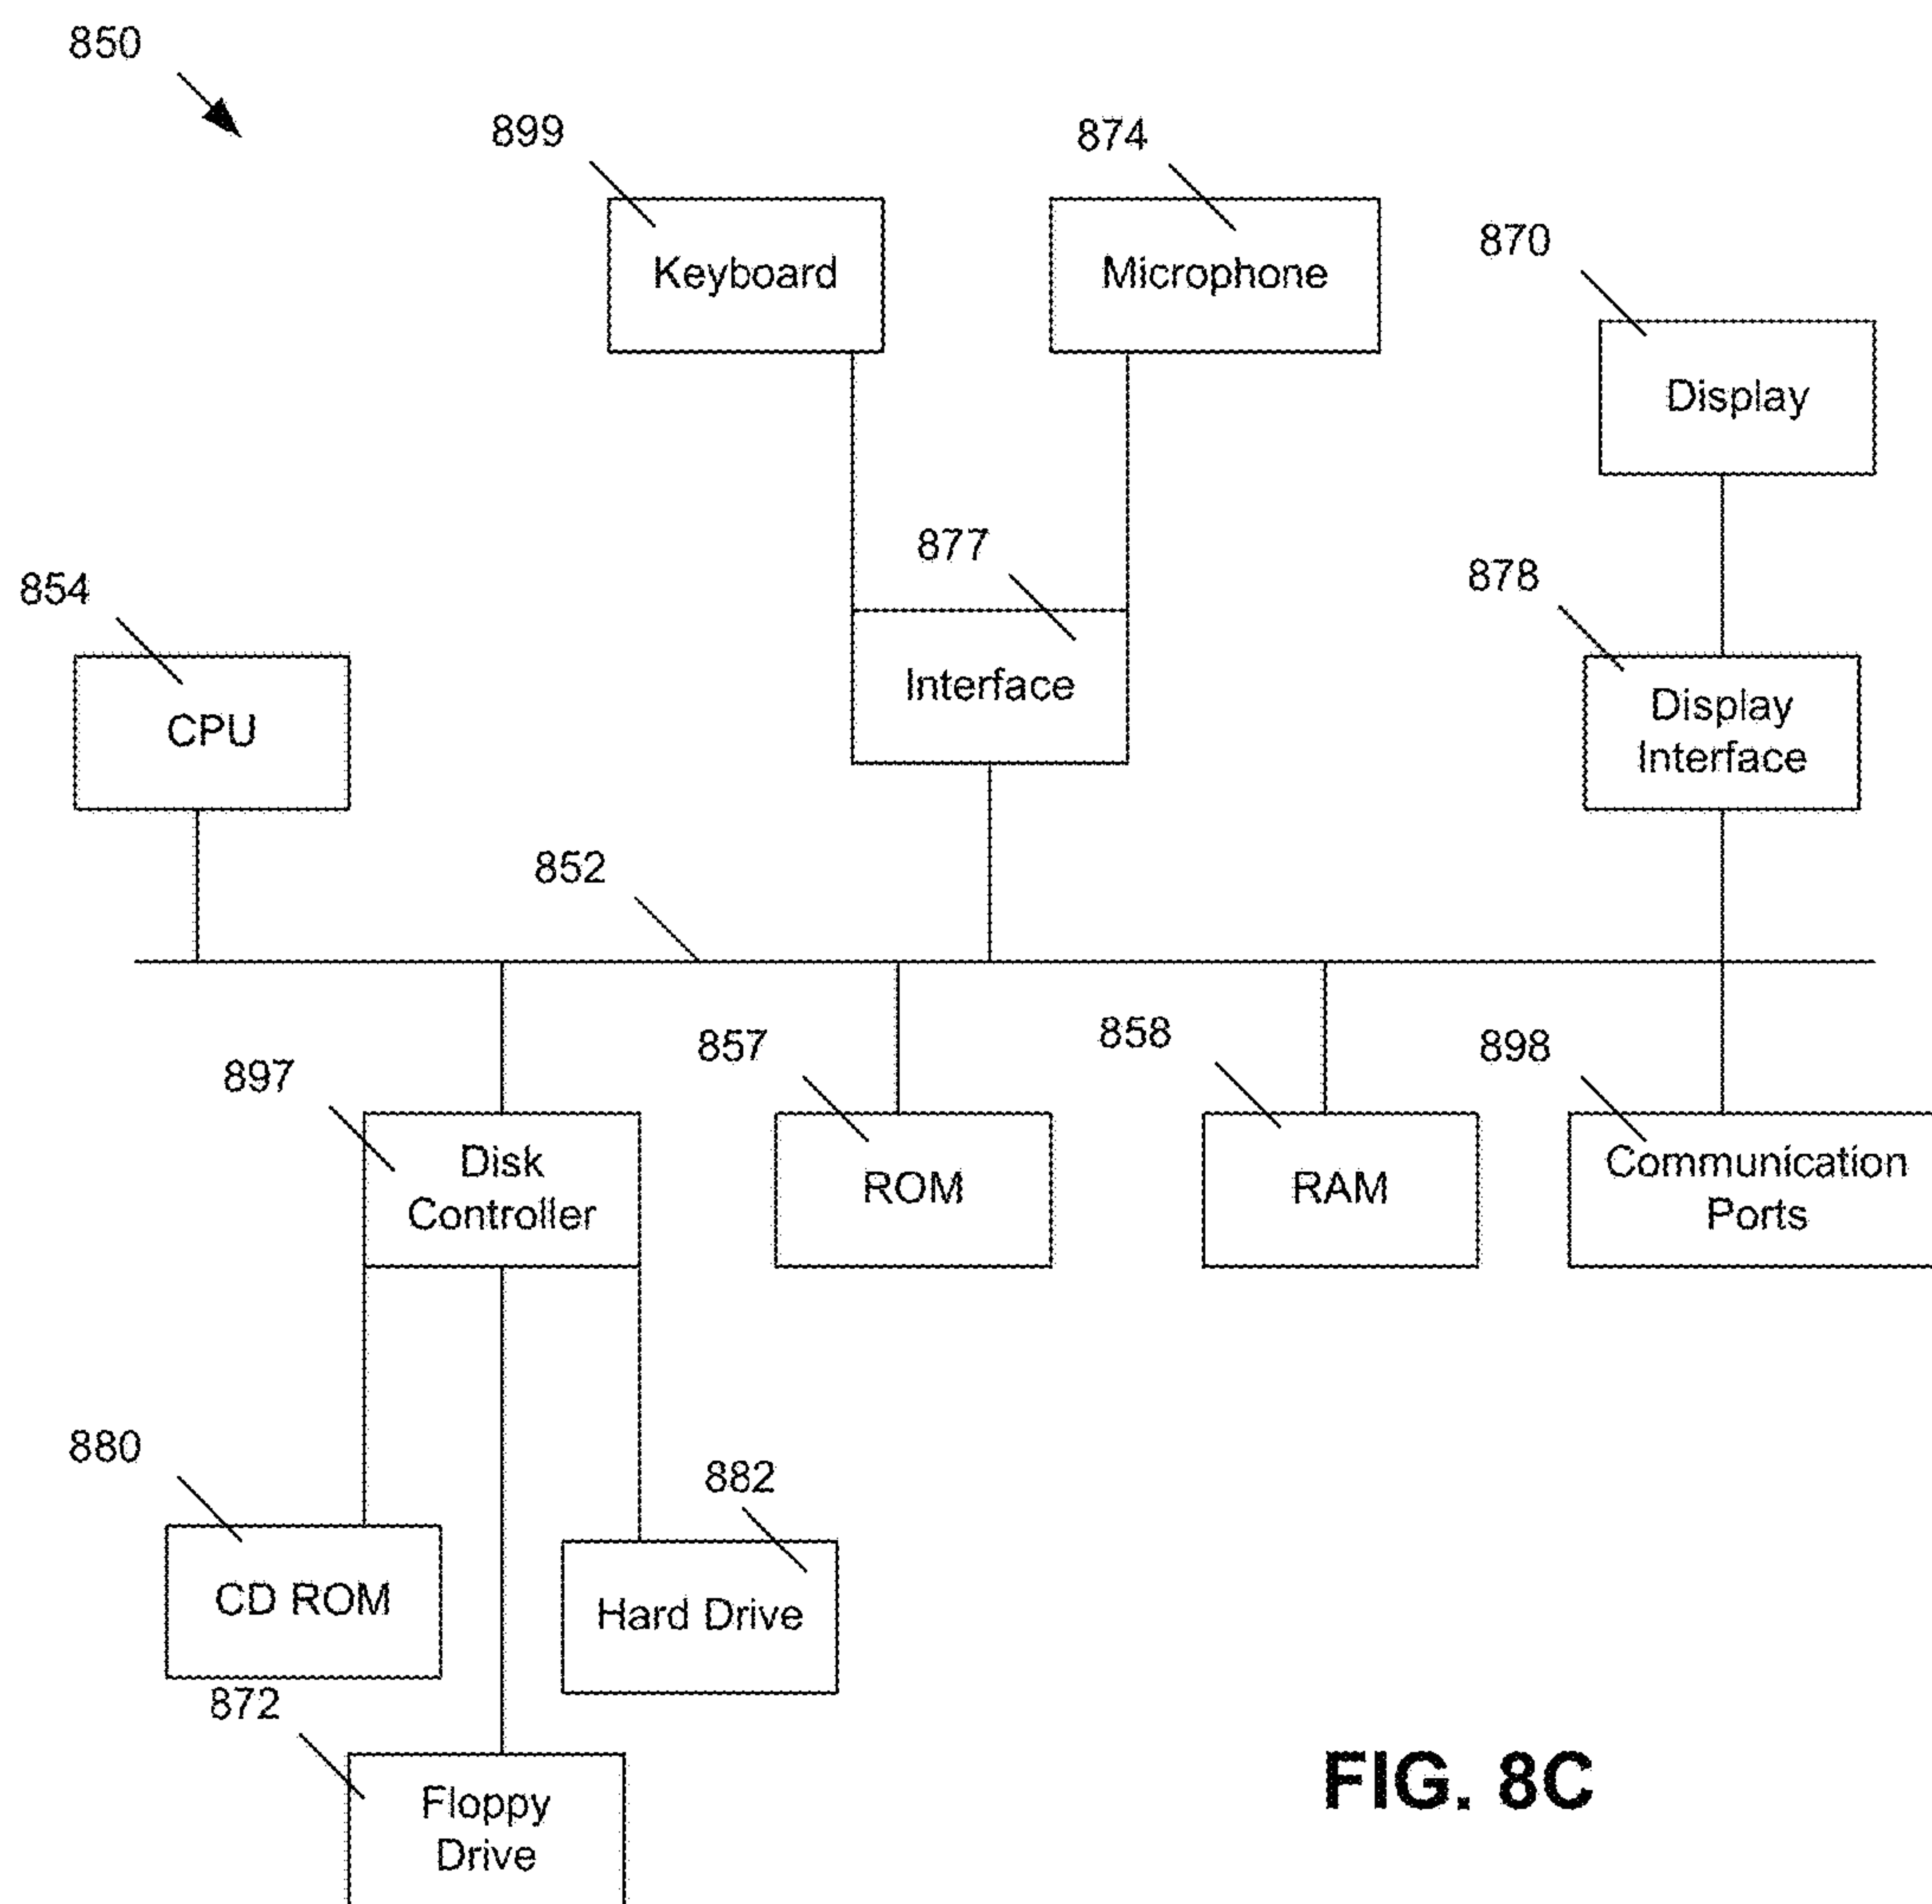 850
899
874
Keyboard
Microphone
870
Display
877
854
878
Interface
CPU
Display
Interface
852
857
858
898
897
Disk
Controller
ROM
RAM
Communication
Ports
880
882
CD ROM
Hard Drive
872
Floppy
Drive
FIG. 8C